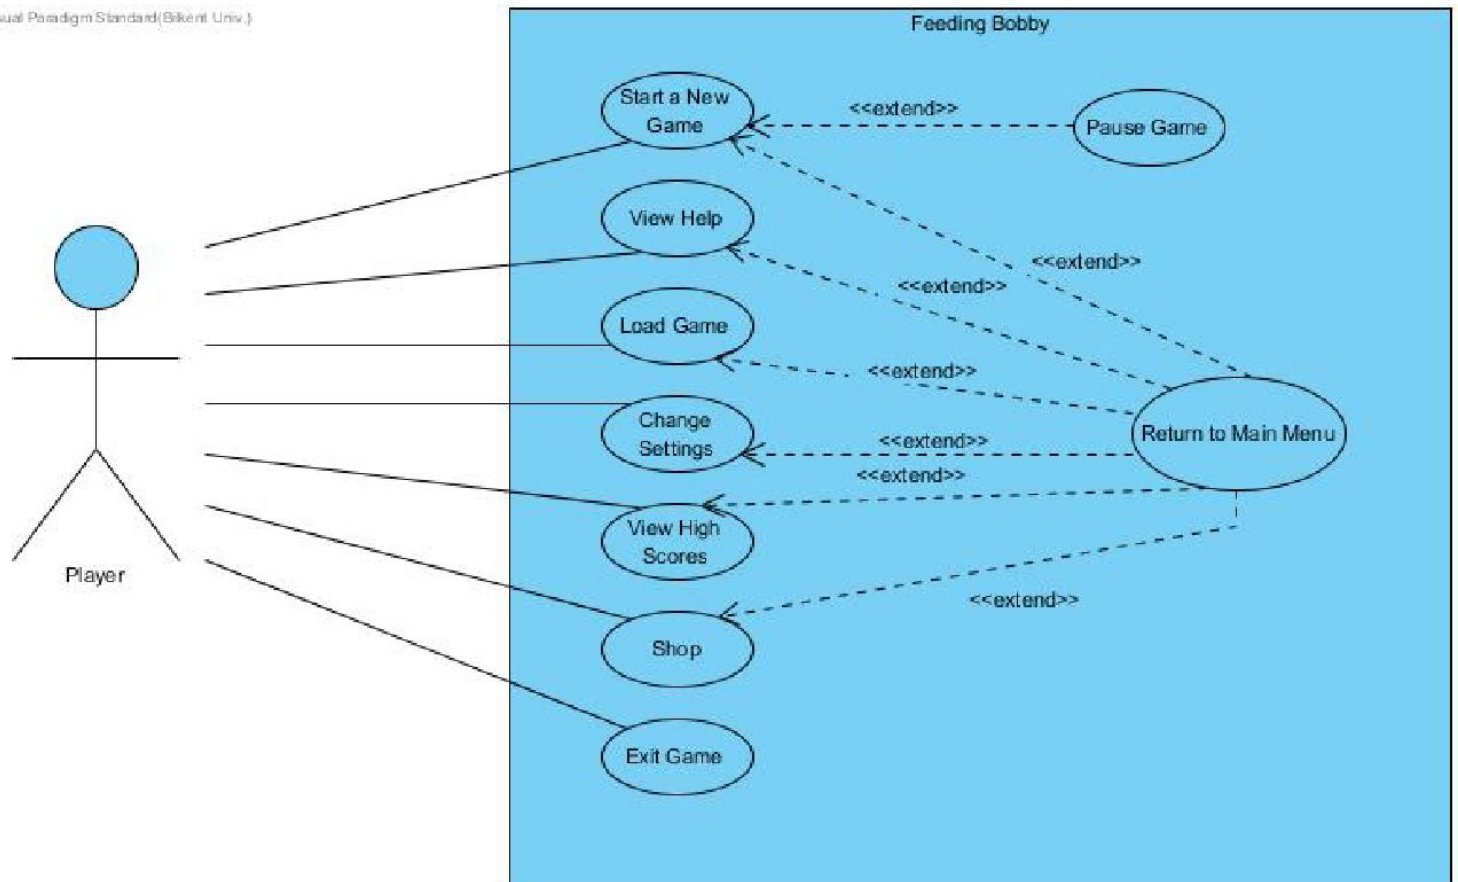 sual Paradigm Standard(Bilkent Univ.)
Feeding Bobby
Start a New
Game
<<extend>>
Pause Game
View Help
<<extend>>
<<extend>>
Load Game
<<extend>>
Change
Settings
<<extend>>
Return to Main Menu
<<extend>>
View High
Scores
Player
<<extend>>
Shop
Exit Game